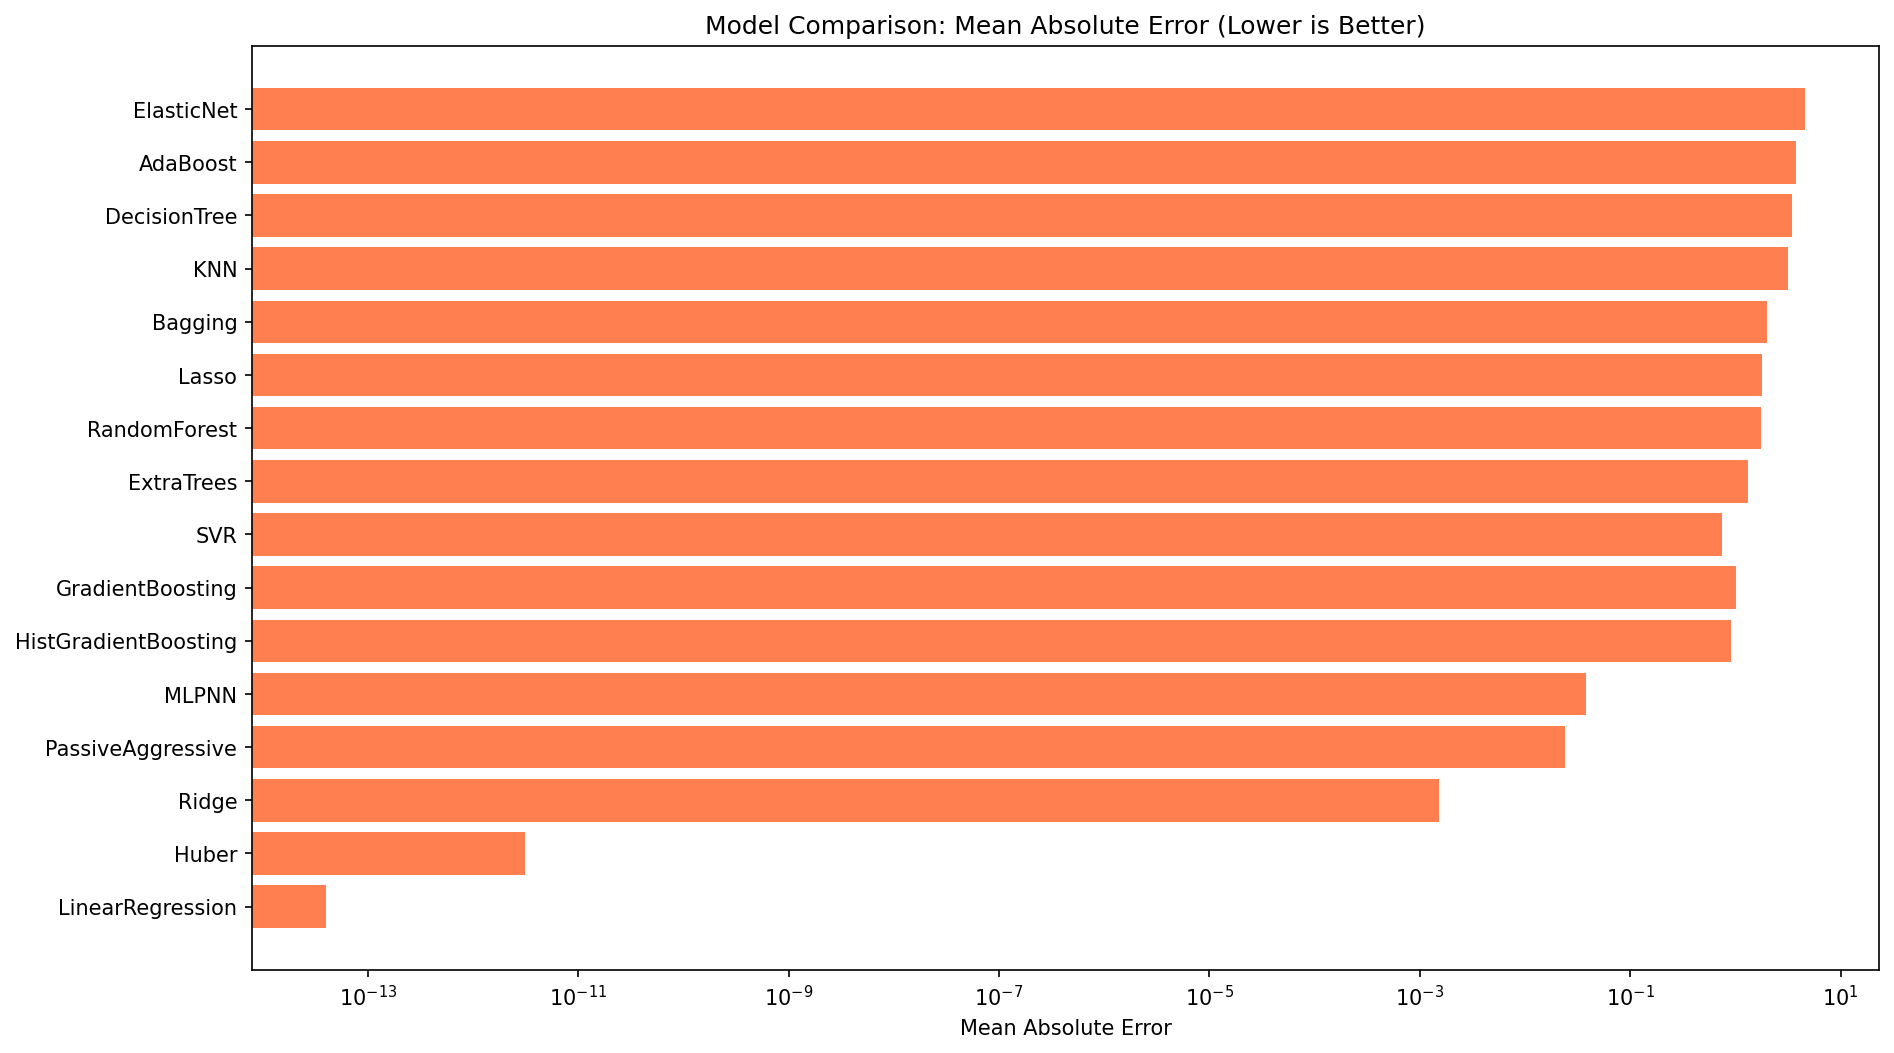 Model Comparison: Mean Absolute Error (Lower is Better)
ElasticNet
AdaBoost
DecisionTree
KNN
Bagging
Lasso
RandomForest
ExtraTrees
SVR
GradientBoosting
HistGradientBoosting
MLPNN
PassiveAggressive
Ridge
Huber
LinearRegression
10⁻¹³ 10⁻¹¹ 10⁻⁹ 10⁻⁷ 10⁻⁵ 10⁻³ 10⁻¹ 10¹
Mean Absolute Error